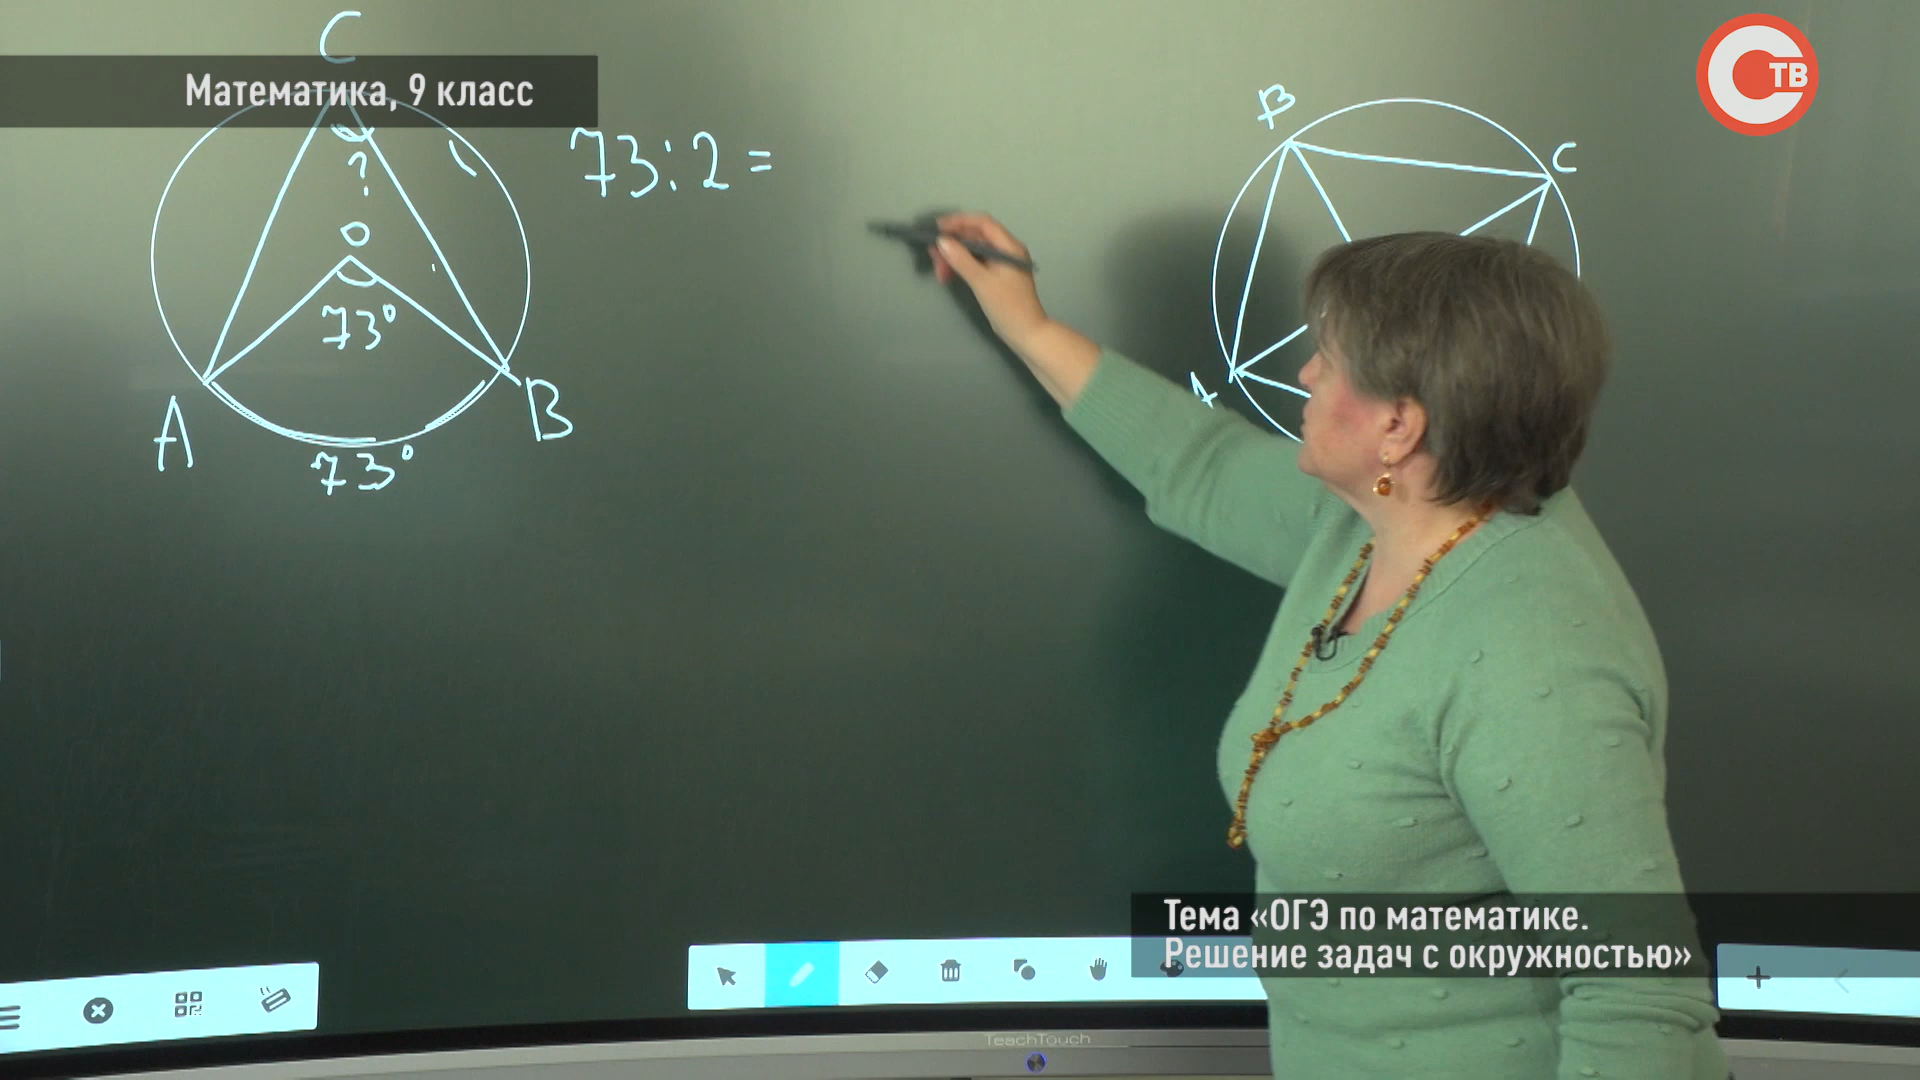 C
Математика, 9 класс
?
O
73°
A
B
73°
73:2=
B
C
A
ТВ
Тема «ОГЭ по математике.
Решение задач с окружностью»
TeachTouch